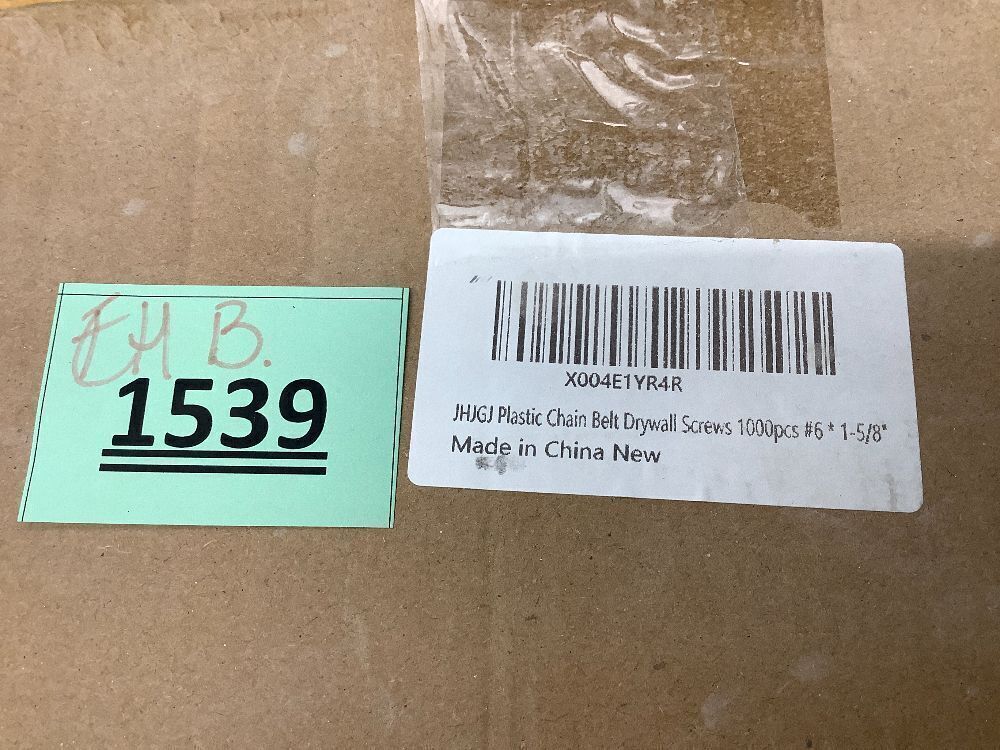 EH B.
1539
X004E1YR4R
JHJGJ Plastic Chain Belt Drywall Screws 1000pcs #6 * 1-5/8"
Made in China New